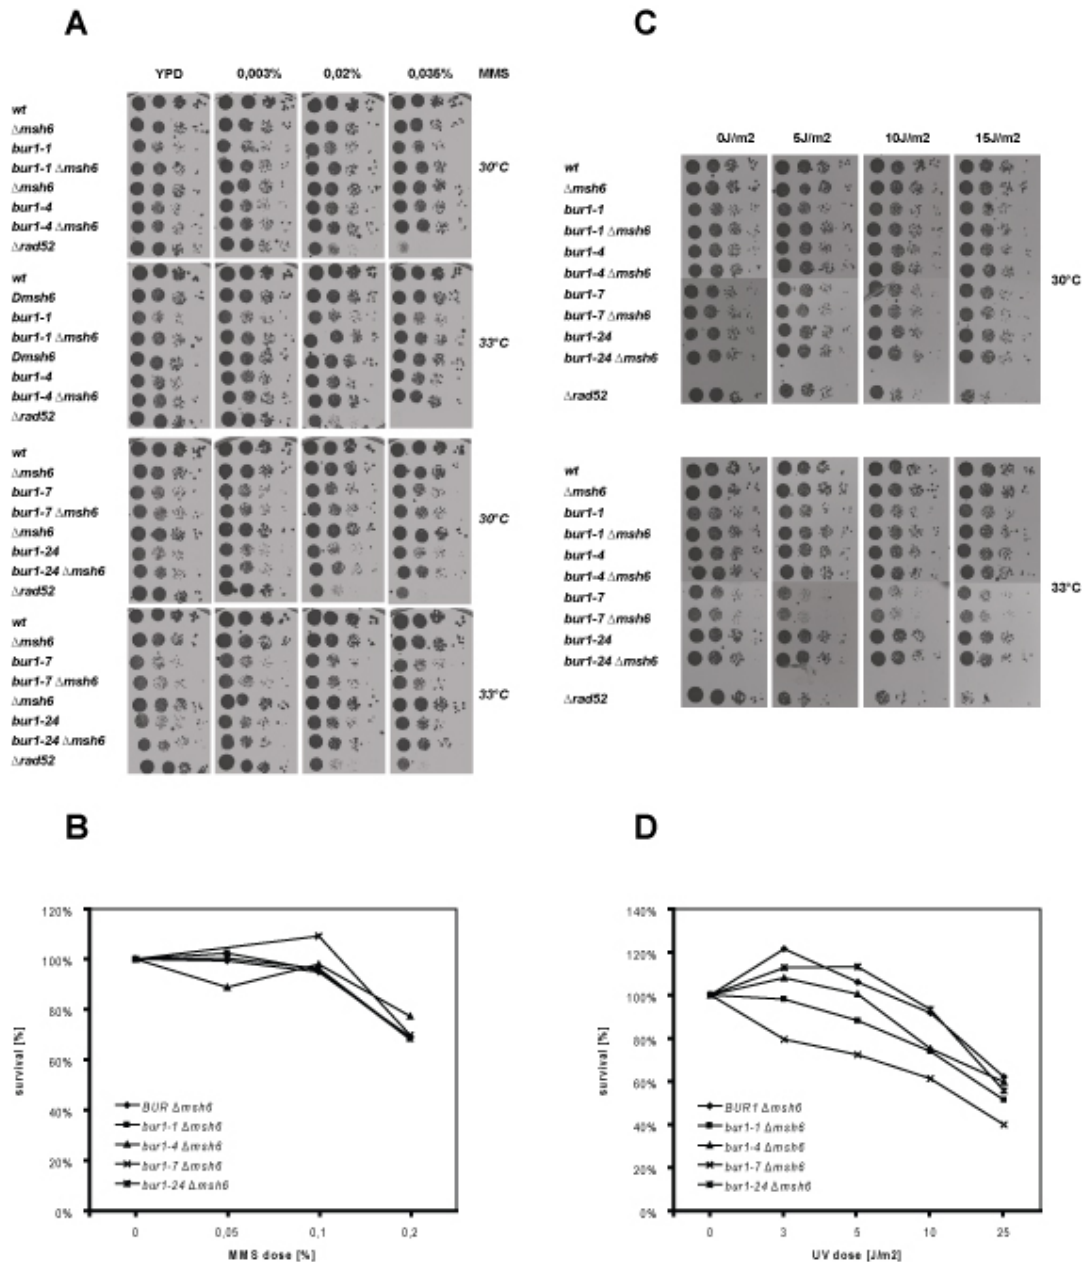 A
YPD 0,003% 0,02% 0,035% MMS
wt
Δmsh6
bur1-1
bur1-1 Δmsh6
Δmsh6
bur1-4
bur1-4 Δmsh6
Δrad52
30°C
wt
Dmsh6
bur1-1
bur1-1 Δmsh6
Dmsh6
bur1-4
bur1-4 Δmsh6
Δrad52
33°C
wt
Δmsh6
bur1-7
bur1-7 Δmsh6
Δmsh6
bur1-24
bur1-24 Δmsh6
Δrad52
30°C
wt
Δmsh6
bur1-7
bur1-7 Δmsh6
Δmsh6
bur1-24
bur1-24 Δmsh6
Δrad52
33°C
C
0J/m2 5J/m2 10J/m2 15J/m2
wt
Δmsh6
bur1-1
bur1-1 Δmsh6
bur1-4
bur1-4 Δmsh6
bur1-7
bur1-7 Δmsh6
bur1-24
bur1-24 Δmsh6
Δrad52
30°C
wt
Δmsh6
bur1-1
bur1-1 Δmsh6
bur1-4
bur1-4 Δmsh6
bur1-7
bur1-7 Δmsh6
bur1-24
bur1-24 Δmsh6
Δrad52
33°C
B
120%
100%
80%
60%
40%
20%
0%
survival [%]
BUR Δmsh6
bur1-1 Δmsh6
bur1-4 Δmsh6
bur1-7 Δmsh6
bur1-24 Δmsh6
0 0,05 0,1 0,2
MMS dose [%]
D
140%
120%
100%
80%
60%
40%
20%
0%
survival [%]
BUR1 Δmsh6
bur1-1 Δmsh6
bur1-4 Δmsh6
bur1-7 Δmsh6
bur1-24 Δmsh6
0 3 5 10 25
UV dose [J/m2]